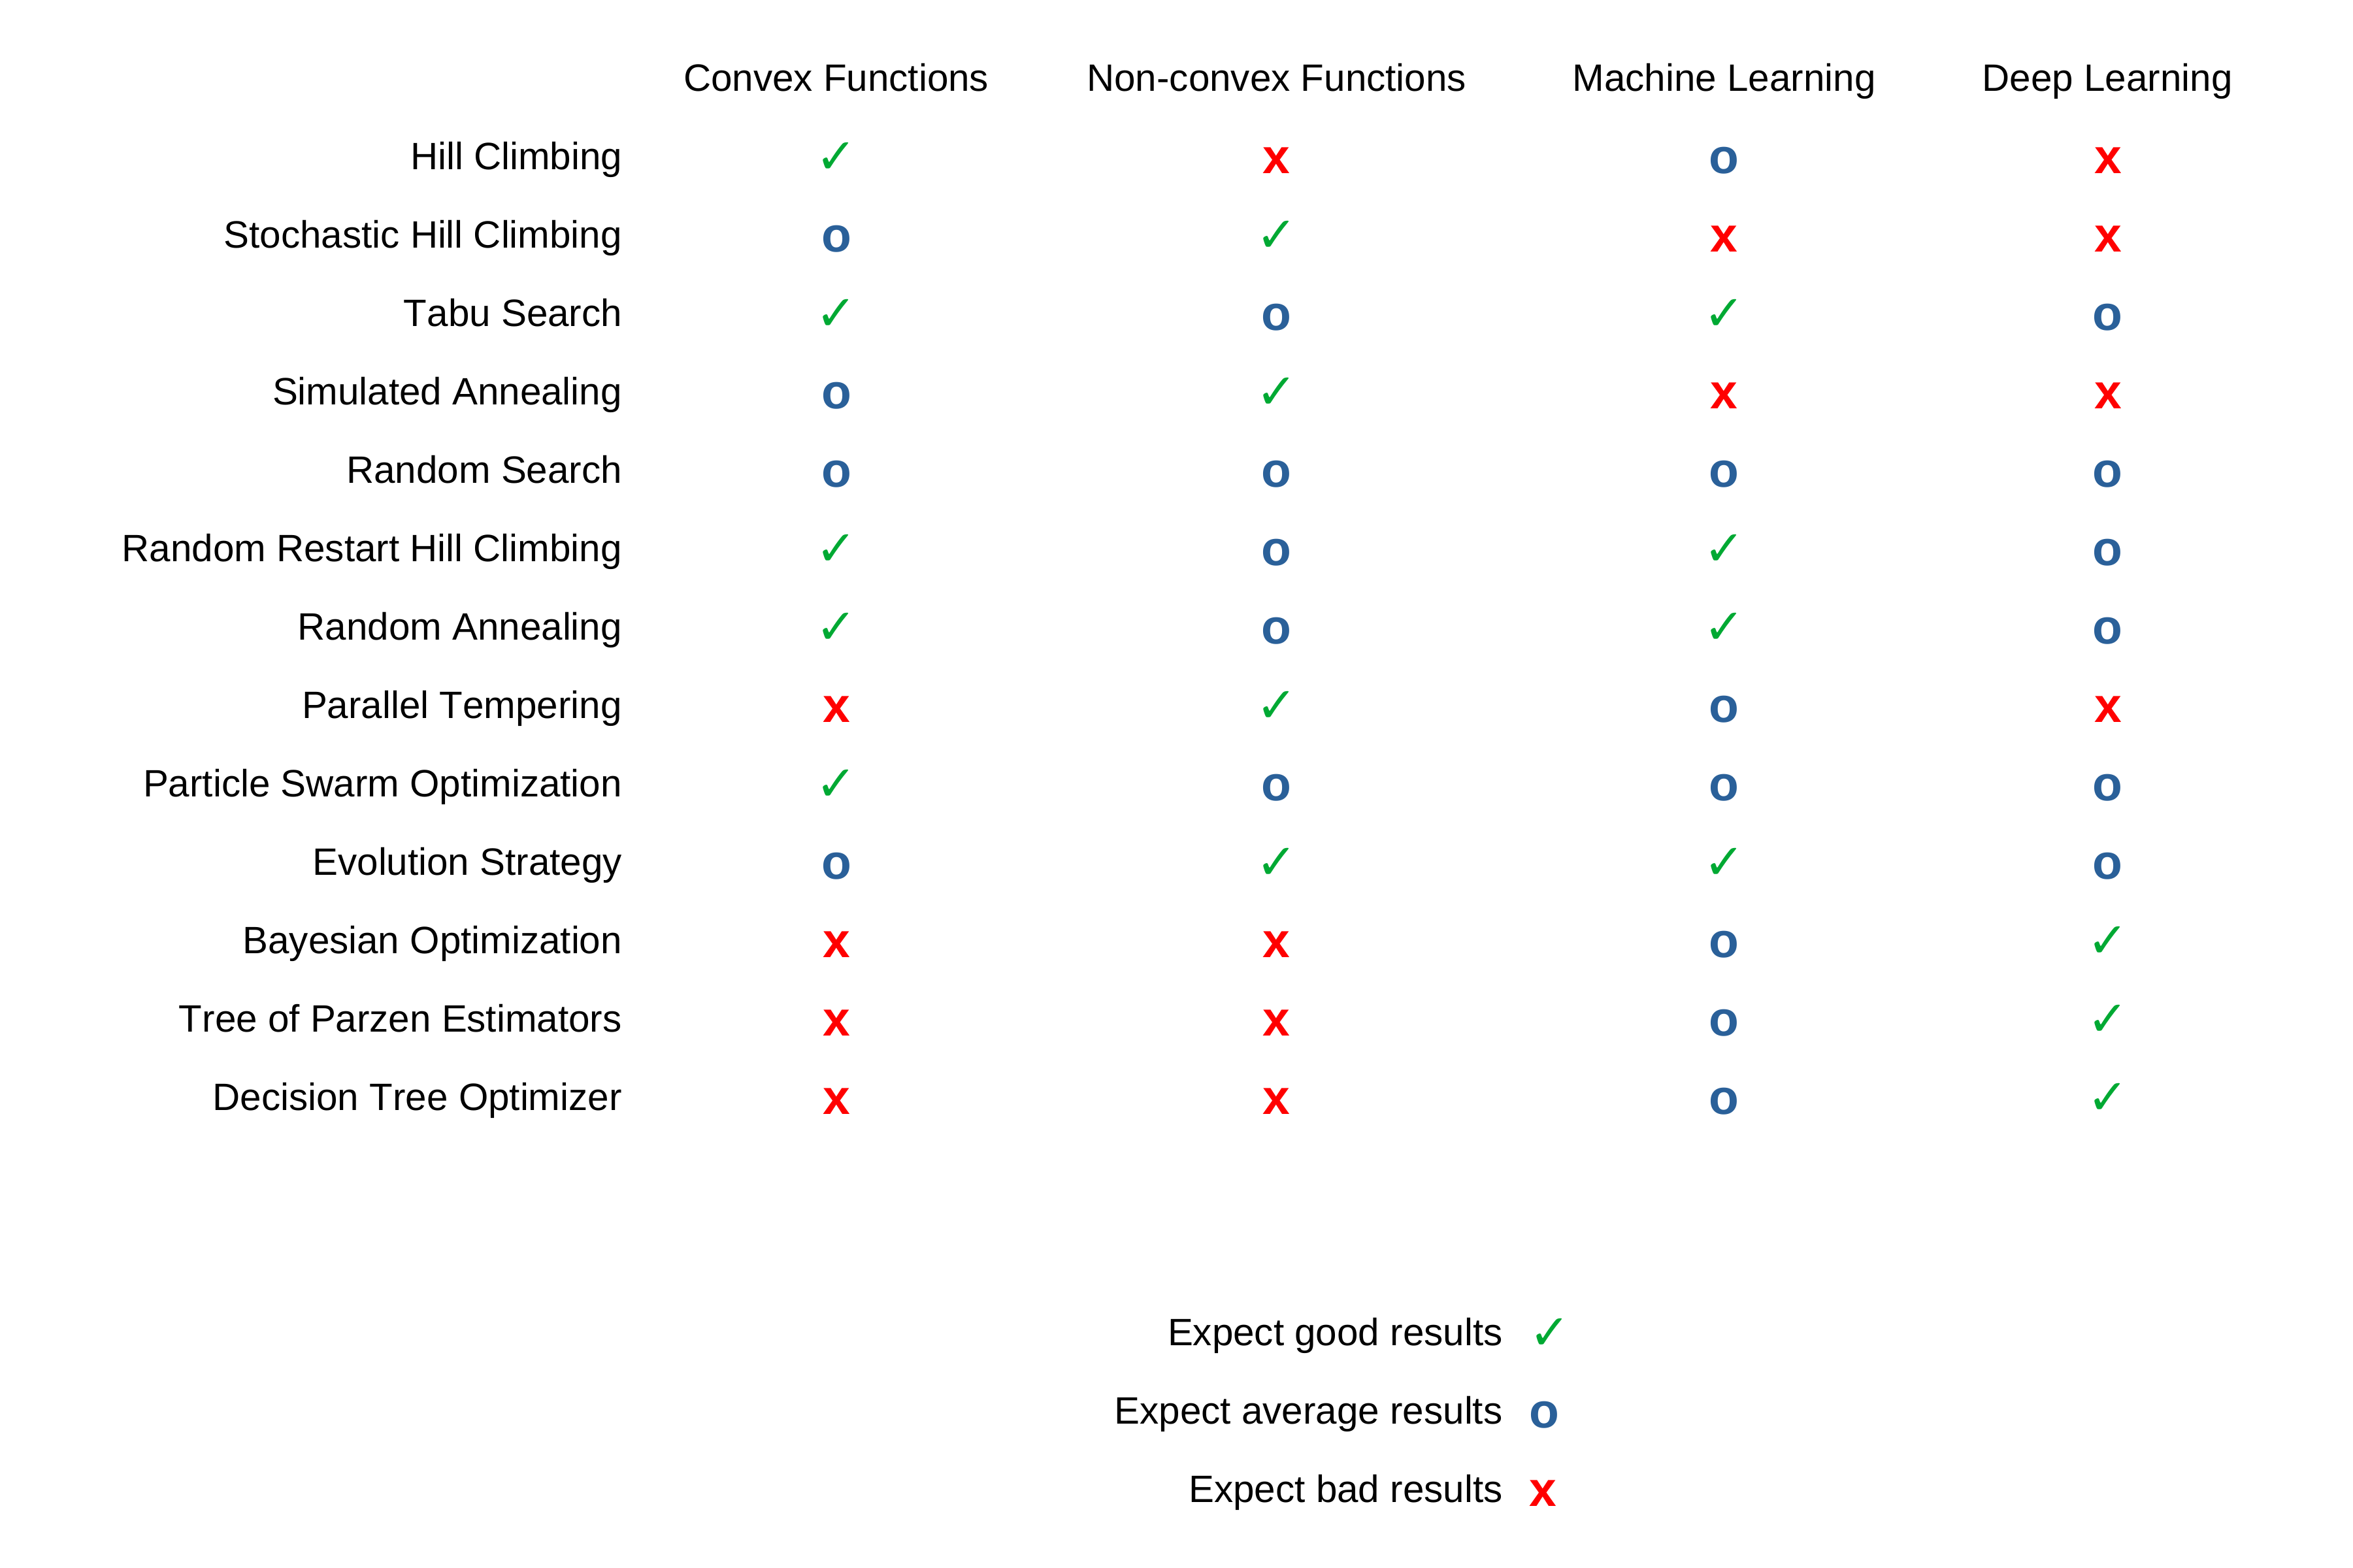 Convex Functions Non-convex Functions Machine Learning Deep Learning
Hill Climbing ✓ x o x
Stochastic Hill Climbing o ✓ x x
Tabu Search ✓ o ✓ o
Simulated Annealing o ✓ x x
Random Search o o o o
Random Restart Hill Climbing ✓ o ✓ o
Random Annealing ✓ o ✓ o
Parallel Tempering x ✓ o x
Particle Swarm Optimization ✓ o o o
Evolution Strategy o ✓ ✓ o
Bayesian Optimization x x o ✓
Tree of Parzen Estimators x x o ✓
Decision Tree Optimizer x x o ✓
Expect good results ✓
Expect average results o
Expect bad results x